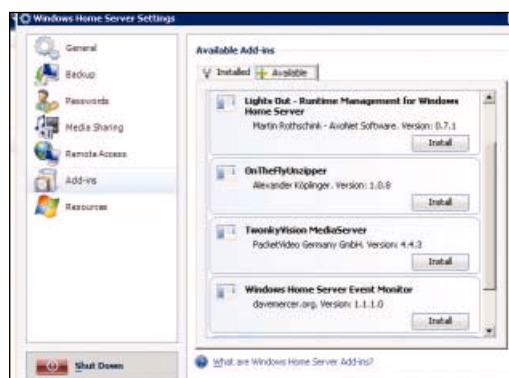 Windows Home Server Settings
General
Backup
Passwords
Media Sharing
Remote Access
Add-ins
Resources
Shut Down
Available Add-ins
Installed
Available
Lights Out - Runtime Management for Windows
Home Server
Martin Rothschink - AxoNet Software. Version: 0.7.1
Install
OnTheFlyUnzipper
Alexander Köplinger. Version: 1.0.8
Install
TwonkyVision MediaServer
PacketVideo Germany GmbH. Version: 4.4.3
Install
Windows Home Server Event Monitor
davemercer.org. Version: 1.1.1.0
Install
What are Windows Home Server Add-ins?